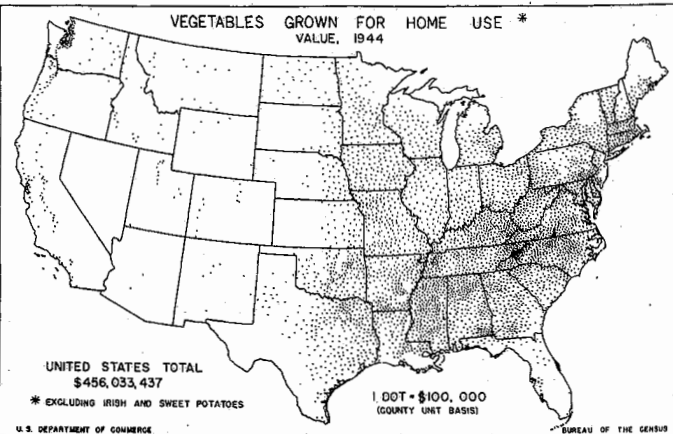 VEGETABLES GROWN FOR HOME USE *
VALUE, 1944
UNITED STATES TOTAL
$456,033,437
* EXCLUDING IRISH AND SWEET POTATOES
1 DOT = $100,000
(COUNTY UNIT BASIS)
U. S. DEPARTMENT OF COMMERCE
BUREAU OF THE CENSUS